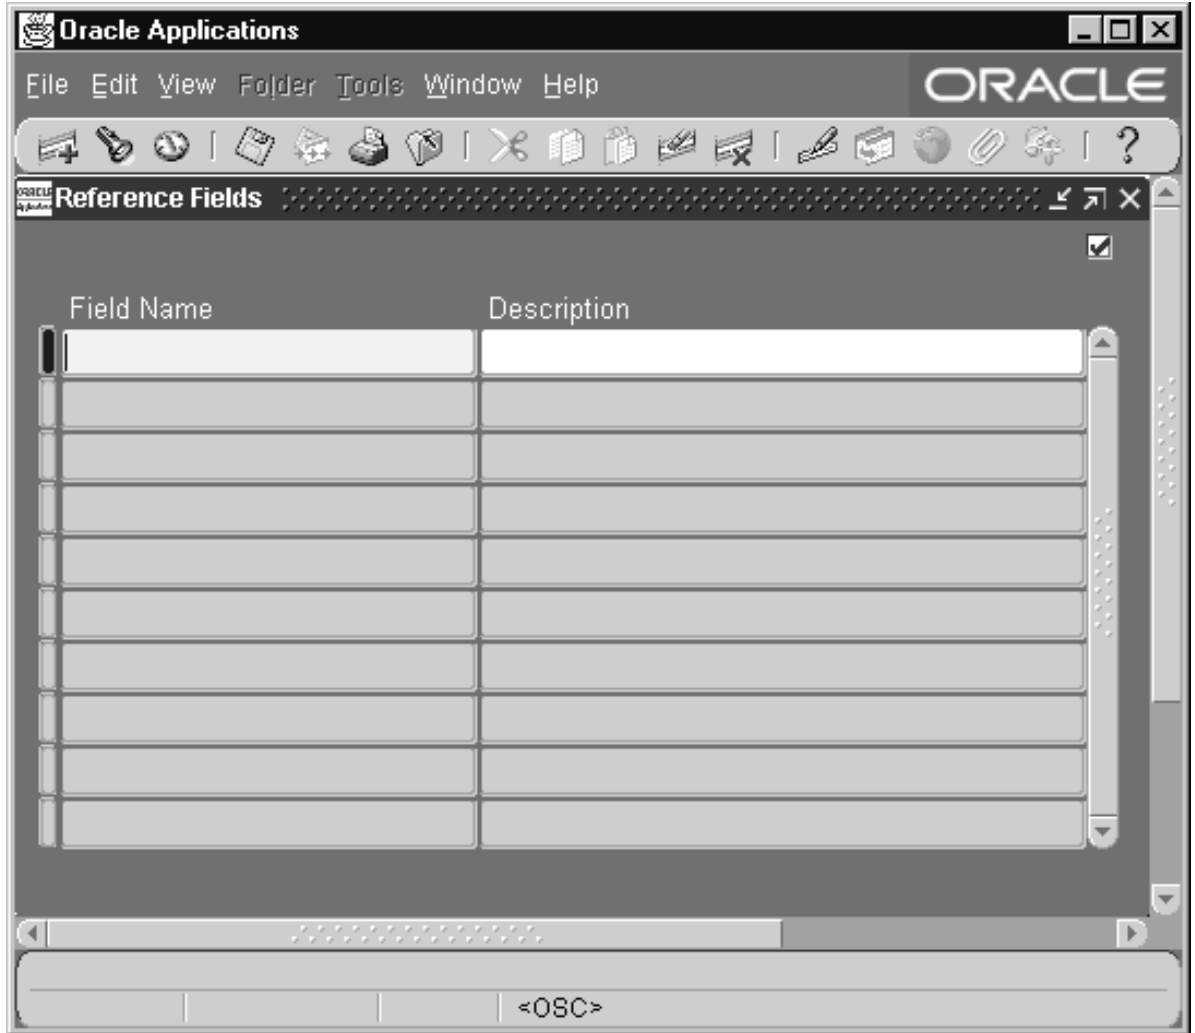 Oracle Applications
File Edit View Folder Tools Window Help
ORACLE
?
Reference Fields
Field Name Description
<OSC>